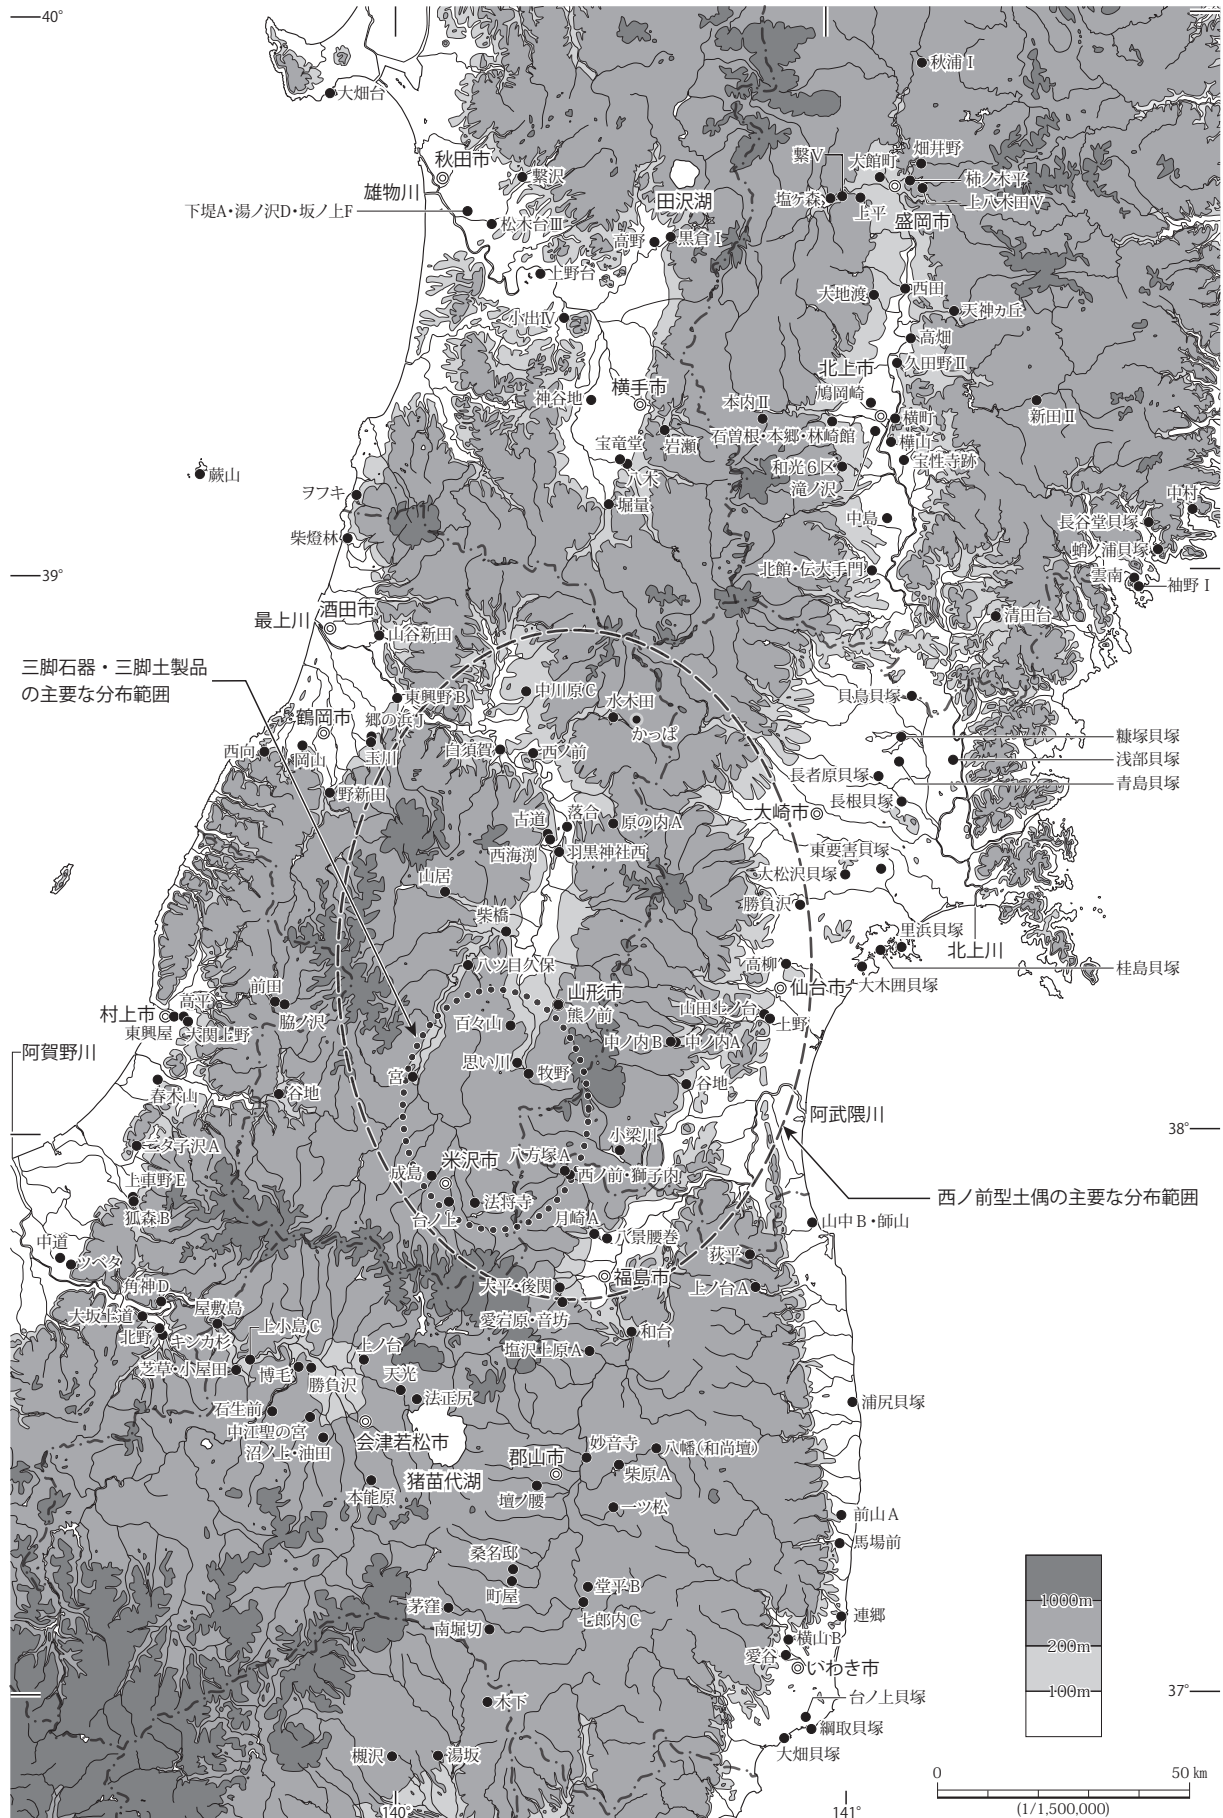 40°
秋浦Ⅰ
大畑台
繋Ⅴ
大館町
畑井野
秋田市
繋沢
柿ノ木平
雄物川
田沢湖
塩ケ森
上平
上八木田Ⅴ
下堤A・湯ノ沢D・坂ノ上F
松木台Ⅲ
盛岡市
高野
黒倉Ⅰ
上野台
大地渡
西田
小出Ⅳ
天神ヵ丘
高畑
久田野Ⅱ
横手市
北上市
神谷地
本内Ⅱ
鳩岡崎
新田Ⅱ
横町
岩瀬
石曽根・本郷・林崎館
樺山
宝竜堂
和光6区
宝性寺跡
八木
滝ノ沢
蕨山
ヲフキ
堀量
中島
中村
長谷堂貝塚
柴燈林
蛸ノ浦貝塚
北館・伝大手門
雲南
39°
袖野Ⅰ
酒田市
最上川
清田台
山谷新田
三脚石器・三脚土製品
の主要な分布範囲
東興野B
中川原C
貝鳥貝塚
水木田
鶴岡市
郷の浜J
かっぱ
糠塚貝塚
西向
岡山
玉川
白須賀
西ノ前
浅部貝塚
長者原貝塚
青島貝塚
野新田
長根貝塚
大崎市
落合
古道
原の内A
西海渕
羽黒神社西
東要害貝塚
大松沢貝塚
山居
勝負沢
柴橋
里浜貝塚
北上川
八ツ目久保
高柳
桂島貝塚
大木囲貝塚
仙台市
前田
山形市
熊ノ前
高平
村上市
脇ノ沢
山田上ノ台
上野
東興屋
大関上野
百々山
中ノ内B
中ノ内A
阿賀野川
思い川
牧野
宮
春木山
谷地
谷地
阿武隈川
38°
二タ子沢A
小梁川
八方塚A
成島
米沢市
西ノ前・獅子内
上車野E
西ノ前型土偶の主要な分布範囲
法将寺
狐森B
台ノ上
月崎A
山中B・師山
中道
八景腰巻
ツベタ
荻平
福島市
角神D
大平・後関
上ノ台A
大坂上道
屋敷島
愛宕原・音坊
北野
キンカ杉
上小島C
和台
上ノ台
塩沢上原A
芝草・小屋田
博毛
勝負沢
天光
法正尻
石生前
浦尻貝塚
中江聖の宮
会津若松市
沼ノ上・油田
妙音寺
八幡(和尚壇)
郡山市
猪苗代湖
柴原A
本能原
壇ノ腰
一ツ松
前山A
馬場前
桑名邸
町屋
堂平B
1000m
茅窪
七郎内C
連郷
南堀切
200m
横山B
愛谷
いわき市
100m
37°
木下
台ノ上貝塚
綱取貝塚
大畑貝塚
槻沢
湯坂
0
50㎞
140°
141°
(1/1,500,000)